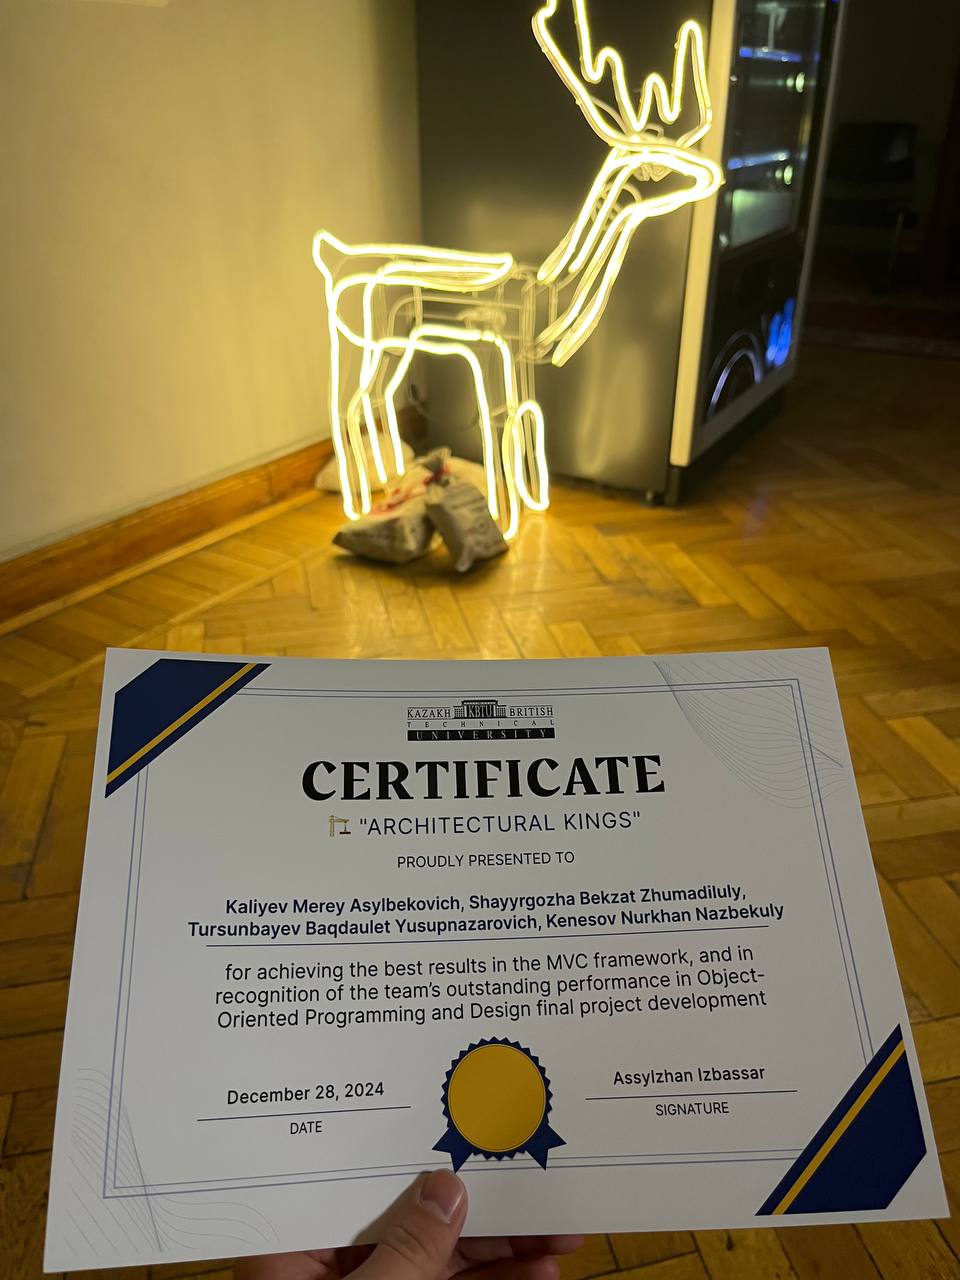 KAZAKH KBTU BRITISH
TECHNICAL
UNIVERSITY
CERTIFICATE
"ARCHITECTURAL KINGS"
PROUDLY PRESENTED TO
Kaliyev Merey Asylbekovich, Shayyrgozha Bekzat Zhumadiluly,
Tursunbayev Baqdaulet Yusupnazarovich, Kenesov Nurkhan Nazbekuly
for achieving the best results in the MVC framework, and in
recognition of the team's outstanding performance in Object-
Oriented Programming and Design final project development
December 28, 2024
DATE
Assylzhan Izbassar
SIGNATURE